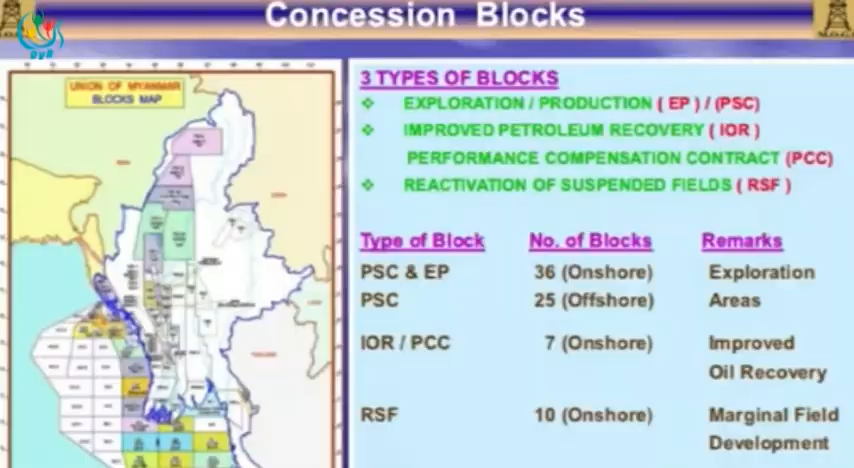 Concession Blocks
UNION OF MYANMAR
BLOCKS MAP
3 TYPES OF BLOCKS
EXPLORATION / PRODUCTION ( EP ) / (PSC)
IMPROVED PETROLEUM RECOVERY ( IOR )
PERFORMANCE COMPENSATION CONTRACT (PCC)
REACTIVATION OF SUSPENDED FIELDS ( RSF )
Type of Block No. of Blocks Remarks
PSC & EP 36 (Onshore) Exploration
PSC 25 (Offshore) Areas
IOR / PCC 7 (Onshore) Improved
Oil Recovery
RSF 10 (Onshore) Marginal Field
Development